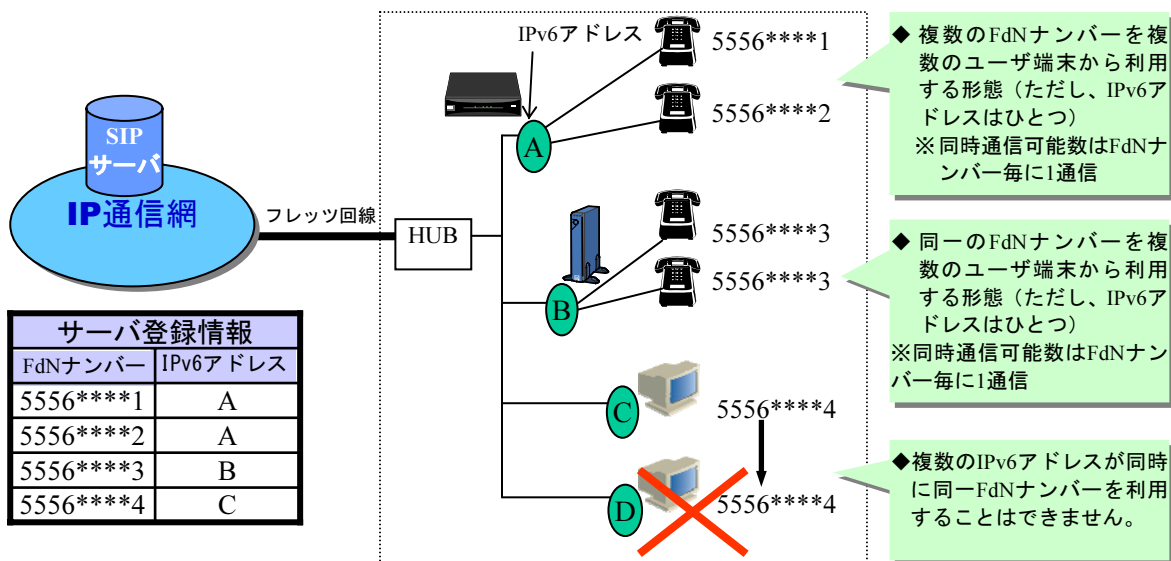 SIP
サーバ
IP通信網
フレッツ回線
HUB
IPv6アドレス
A
5556****1
5556****2
B
5556****3
5556****3
C
5556****4
D
5556****4
◆ 複数のFdNナンバーを複
数のユーザ端末から利用
する形態（ただし、IPv6ア
ドレスはひとつ）
※同時通信可能数はFdNナ
ンバー毎に1通信
◆ 同一のFdNナンバーを複
数のユーザ端末から利用
する形態（ただし、IPv6ア
ドレスはひとつ）
※同時通信可能数はFdNナン
バー毎に1通信
◆複数のIPv6アドレスが同時
に同一FdNナンバーを利用
することはできません。
サーバ登録情報
FdNナンバー IPv6アドレス
5556****1 A
5556****2 A
5556****3 B
5556****4 C